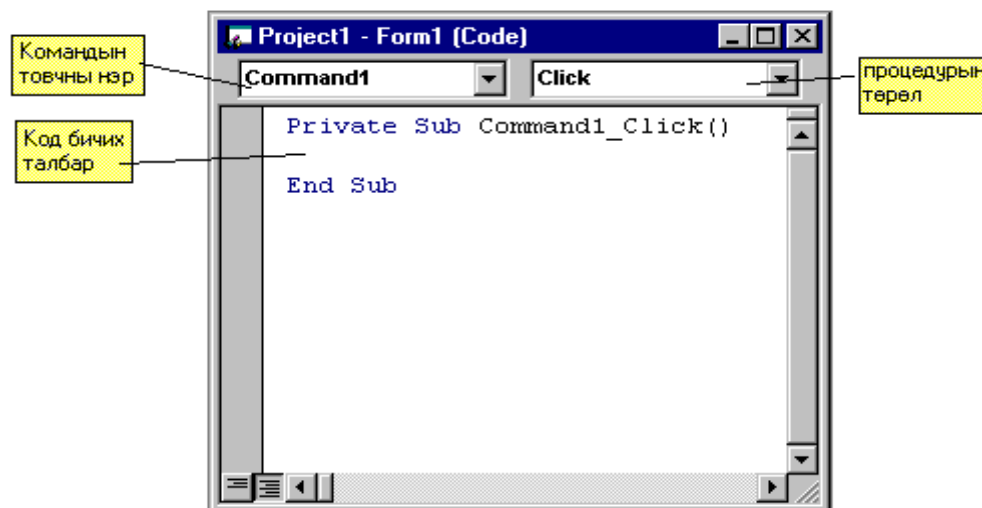 Project1 - Form1 (Code)
Командын
товчны нэр
Command1
Click
процедурын
төрөл
Код бичих
талбар
Private Sub Command1_Click()
End Sub